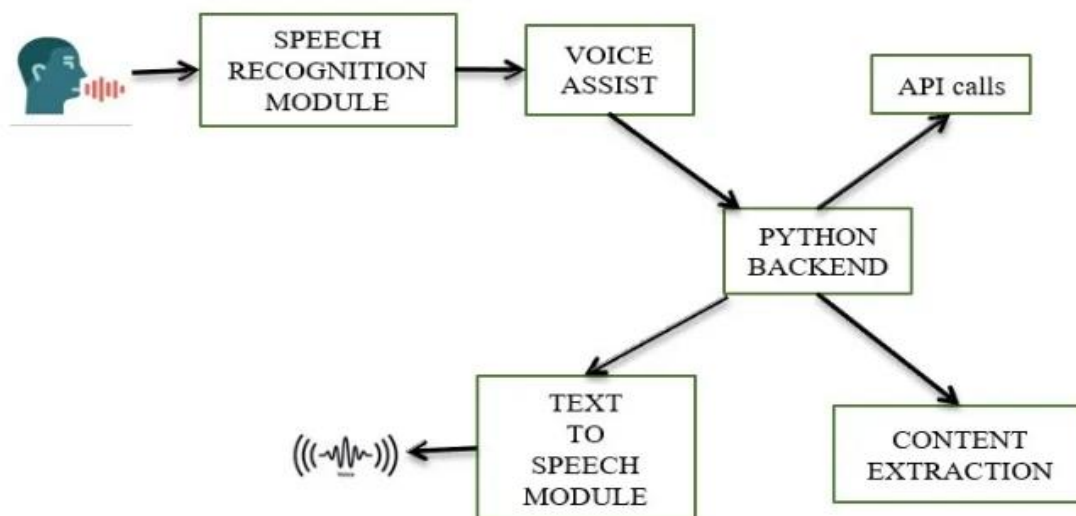 SPEECH
RECOGNITION
MODULE
VOICE
ASSIST
API calls
PYTHON
BACKEND
TEXT
TO
SPEECH
MODULE
CONTENT
EXTRACTION